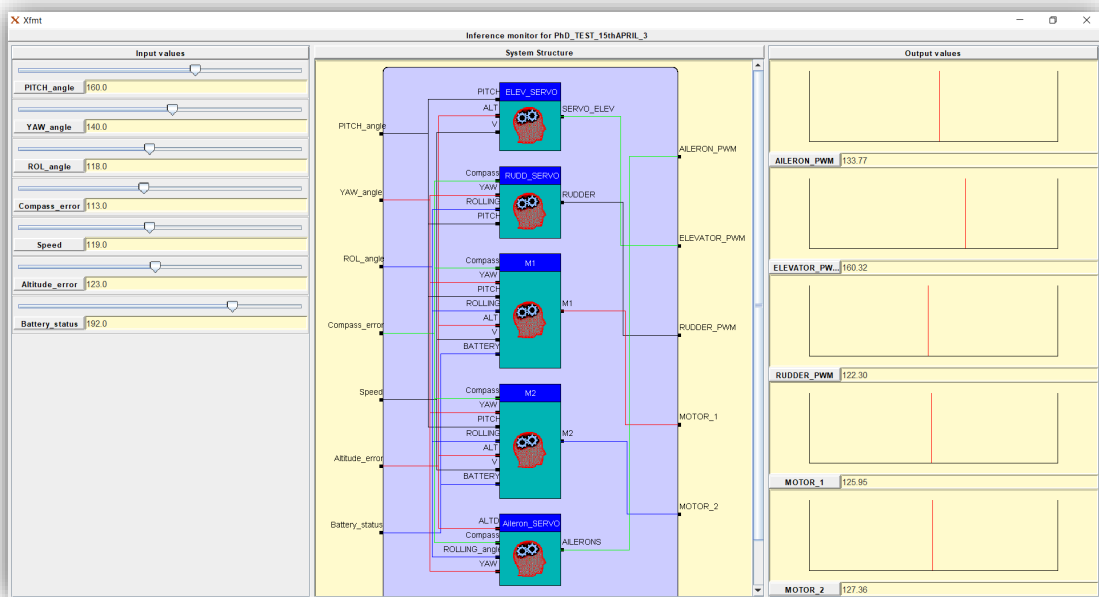 Xfmt
Inference monitor for PhD_TEST_15thAPRIL_3
Input values
PITCH_angle 160.0
YAW_angle 140.0
ROL_angle 118.0
Compass_error 113.0
Speed 119.0
Altitude_error 123.0
Battery_status 192.0
System Structure
PITCH_angle
YAW_angle
ROL_angle
Compass_error
Speed
Altitude_error
Battery_status
PITCH
ALT
V
ELEV_SERVO
SERVO_ELEV
Compass
YAW
ROLLING
PITCH
RUDD_SERVO
RUDDER
Compass
YAW
PITCH
ROLLING
ALT
V
BATTERY
M1
M1
Compass
YAW
PITCH
ROLLING
ALT
V
BATTERY
M2
M2
ALTD
Compass
ROLLING_angle
YAW
Aileron_SERVO
AILERONS
AILERON_PWM
ELEVATOR_PWM
RUDDER_PWM
MOTOR_1
MOTOR_2
Output values
AILERON_PWM 133.77
ELEVATOR_PW... 160.32
RUDDER_PWM 122.30
MOTOR_1 125.95
MOTOR_2 127.36